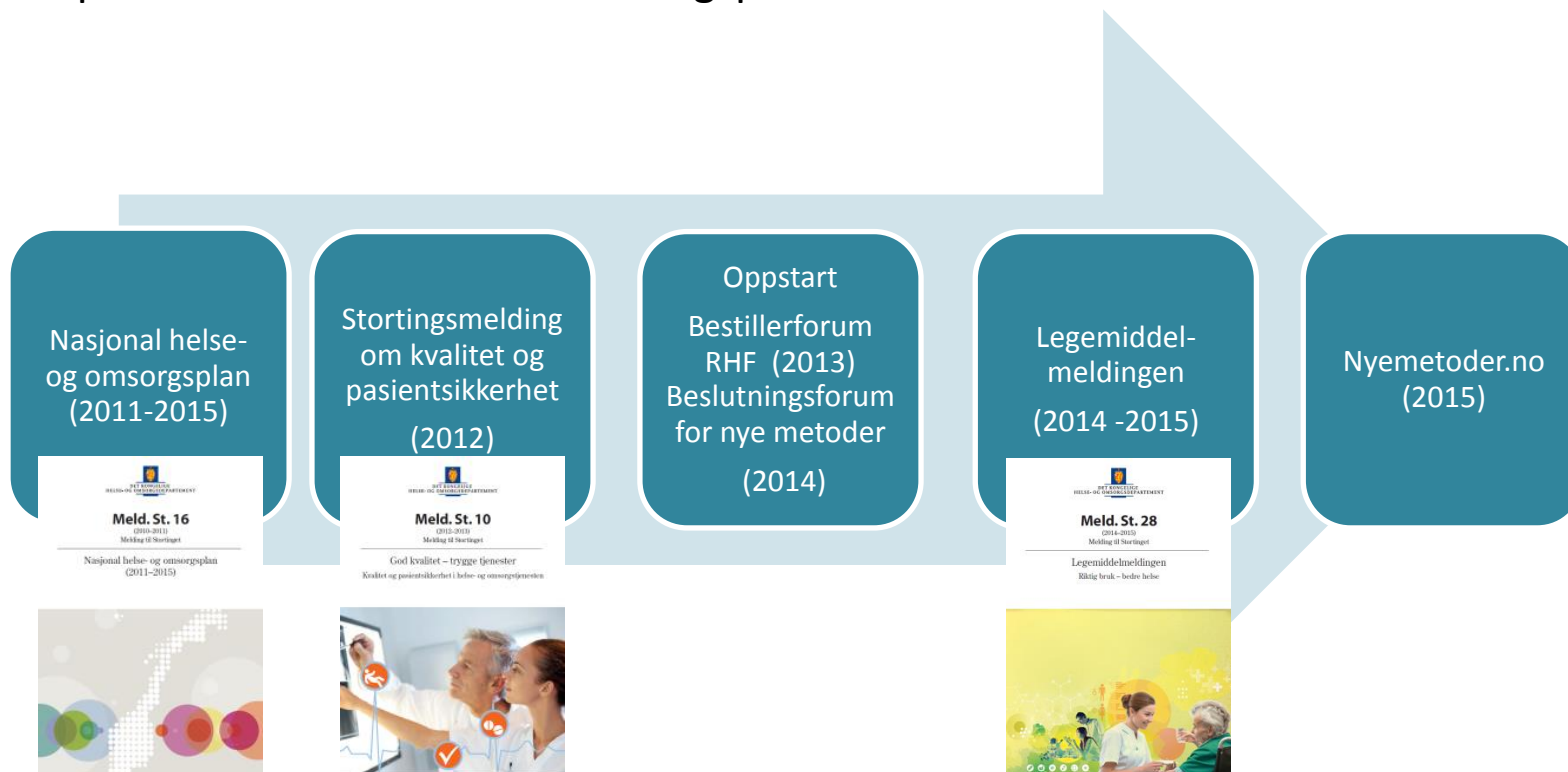 Nasjonal helse-
og omsorgsplan
(2011-2015)
Stortingsmelding
om kvalitet og
pasientsikkerhet
(2012)
Oppstart
Bestillerforum
RHF (2013)
Beslutningsforum
for nye metoder
(2014)
Legemiddel-
meldingen
(2014 -2015)
Nyemetoder.no
(2015)
DET KONGELIGE
HELSE- OG OMSORGSDEPARTEMENT
Meld. St. 16
(2010–2011)
Melding til Stortinget
Nasjonal helse- og omsorgsplan
(2011–2015)
DET KONGELIGE
HELSE- OG OMSORGSDEPARTEMENT
Meld. St. 10
(2012–2013)
Melding til Stortinget
God kvalitet – trygge tjenester
Kvalitet og pasientsikkerhet i helse- og omsorgstjenesten
DET KONGELIGE
HELSE- OG OMSORGSDEPARTEMENT
Meld. St. 28
(2014–2015)
Melding til Stortinget
Legemiddelmeldingen
Riktig bruk – bedre helse